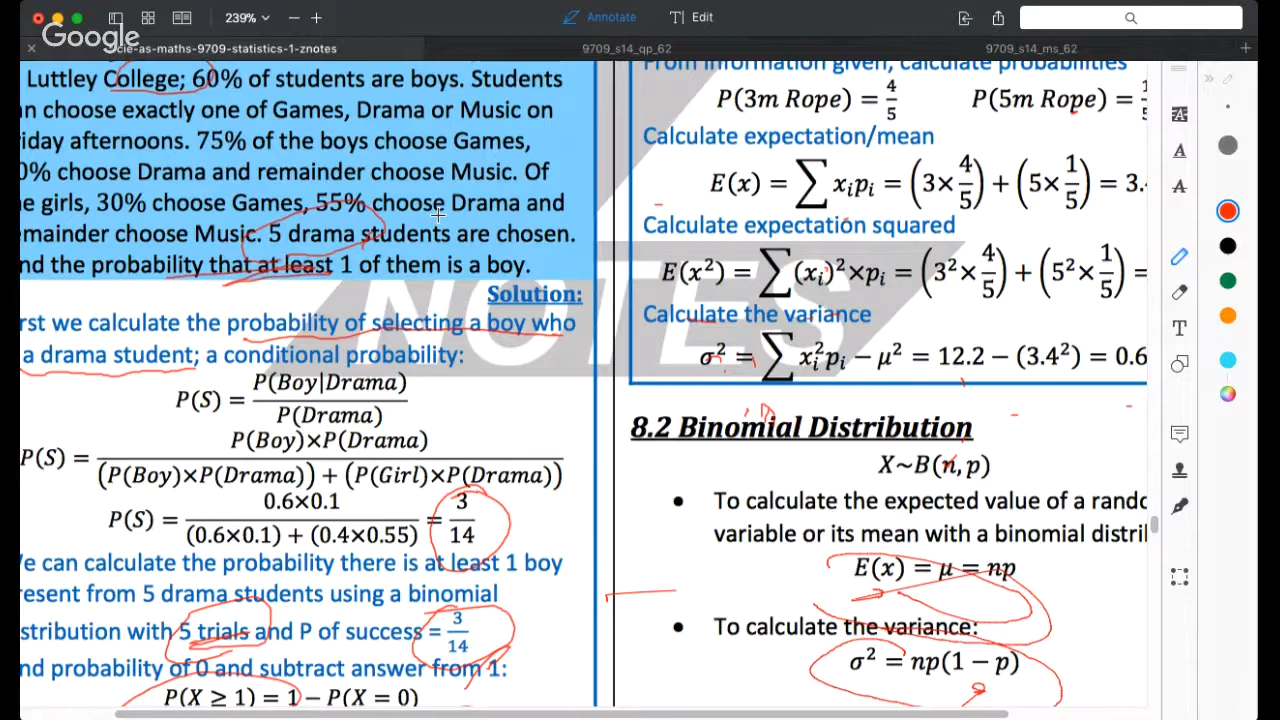 239%
Annotate
Edit
Google
cie-as-maths-9709-statistics-1-znotes
9709_s14_qp_62
9709_s14_ms_62
Luttley College; 60% of students are boys. Students
n choose exactly one of Games, Drama or Music on
iday afternoons. 75% of the boys choose Games,
0% choose Drama and remainder choose Music. Of
e girls, 30% choose Games, 55% choose Drama and
mainder choose Music. 5 drama students are chosen.
nd the probability that at least 1 of them is a boy.
Solution:
rst we calculate the probability of selecting a boy who
a drama student; a conditional probability:
P(S) = P(Boy|Drama) / P(Drama)
P(S) = P(Boy)×P(Drama) / (P(Boy)×P(Drama)) + (P(Girl)×P(Drama))
P(S) = 0.6×0.1 / (0.6×0.1) + (0.4×0.55) = 3/14
e can calculate the probability there is at least 1 boy
resent from 5 drama students using a binomial
stribution with 5 trials and P of success = 3/14
nd probability of 0 and subtract answer from 1:
P(X ≥ 1) = 1 − P(X = 0)
From information given, calculate probabilities
P(3m Rope) = 4/5 P(5m Rope) = 1/5
Calculate expectation/mean
E(x) = ∑ xᵢpᵢ = (3×4/5) + (5×1/5) = 3.4
Calculate expectation squared
E(x²) = ∑(xᵢ)²×pᵢ = (3²×4/5) + (5²×1/5) =
Calculate the variance
σ² = ∑ xᵢ²pᵢ − μ² = 12.2 − (3.4²) = 0.6
NOTES
8.2 Binomial Distribution
X~B(n, p)
• To calculate the expected value of a rando
variable or its mean with a binomial distri
E(x) = μ = np
• To calculate the variance:
σ² = np(1 − p)